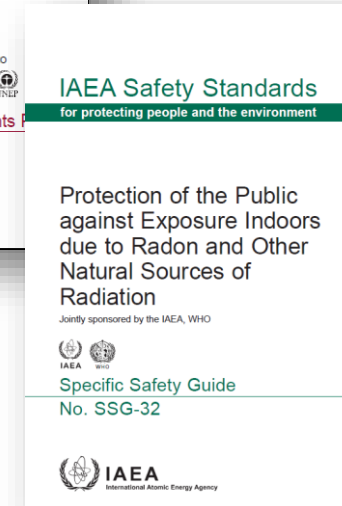 UNEP
IAEA Safety Standards
for protecting people and the environment
Protection of the Public
against Exposure Indoors
due to Radon and Other
Natural Sources of
Radiation
Jointly sponsored by the IAEA, WHO
IAEA WHO
Specific Safety Guide
No. SSG-32
IAEA
International Atomic Energy Agency